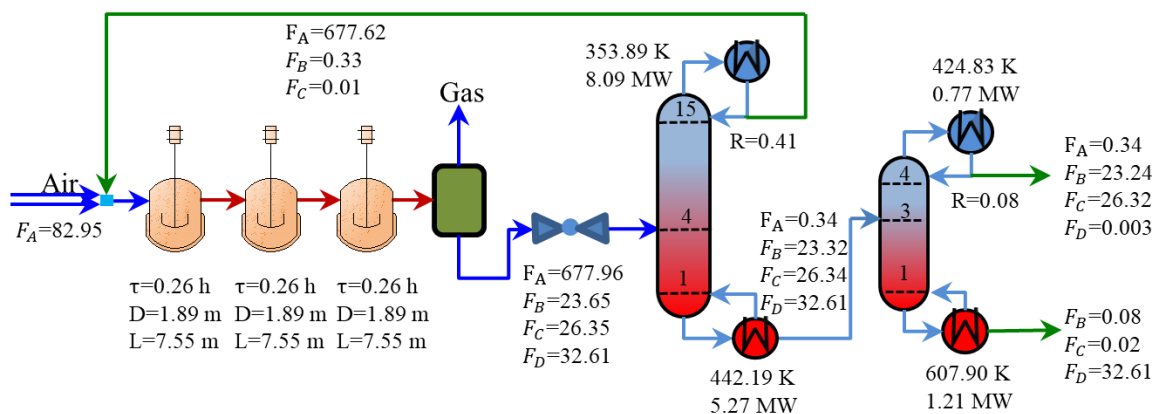 F_A=677.62
F_B=0.33
F_C=0.01
Air
F_A=82.95
τ=0.26 h
D=1.89 m
L=7.55 m
τ=0.26 h
D=1.89 m
L=7.55 m
τ=0.26 h
D=1.89 m
L=7.55 m
Gas
F_A=677.96
F_B=23.65
F_C=26.35
F_D=32.61
353.89 K
8.09 MW
15
4
1
R=0.41
442.19 K
5.27 MW
F_A=0.34
F_B=23.32
F_C=26.34
F_D=32.61
424.83 K
0.77 MW
4
3
1
R=0.08
F_A=0.34
F_B=23.24
F_C=26.32
F_D=0.003
607.90 K
1.21 MW
F_B=0.08
F_C=0.02
F_D=32.61